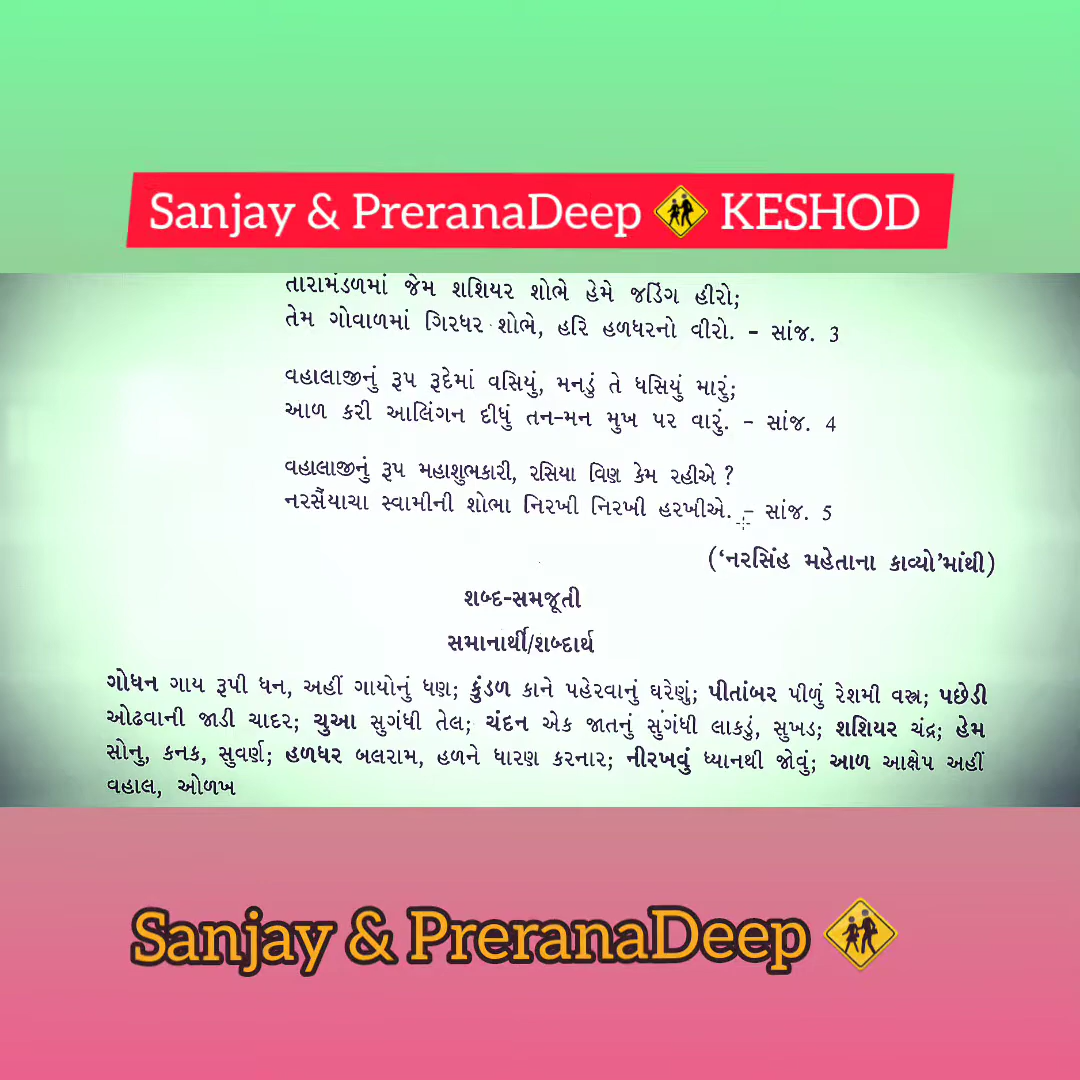 Sanjay & PreranaDeep 🚸 KESHOD
તારામંડળમાં જેમ શશિયર શોભે હેમે જડિંગ હીરો;
તેમ ગોવાળમાં ગિરધર શોભે, હરિ હળધરનો વીરો. – સાંજ. 3
વહાલાજીનું રૂપ રૂદેમાં વસિયું, મનડું તે ધસિયું મારું;
આળ કરી આલિંગન દીધું તન-મન મુખ પર વારું. – સાંજ. 4
વહાલાજીનું રૂપ મહાશુભકારી, રસિયા વિણ કેમ રહીએ ?
નરસૈંયાચા સ્વામીની શોભા નિરખી નિરખી હરખીએ. – સાંજ. 5
(‘નરસિંહ મહેતાના કાવ્યો’માંથી)
શબ્દ-સમજૂતી
સમાનાર્થી/શબ્દાર્થ
ગોધન ગાય રૂપી ધન, અહીં ગાયોનું ધણ; કુંડળ કાને પહેરવાનું ઘરેણું; પીતાંબર પીળું રેશમી વસ્ત્ર; પછેડી
ઓઢવાની જાડી ચાદર; ચુઆ સુગંધી તેલ; ચંદન એક જાતનું સુગંધી લાકડું, સુખડ; શશિયર ચંદ્ર; હેમ
સોનુ, કનક, સુવર્ણ; હળધર બલરામ, હળને ધારણ કરનાર; નીરખવું ધ્યાનથી જોવું; આળ આક્ષેપ અહીં
વહાલ, ઓળખ
Sanjay & PreranaDeep 🚸